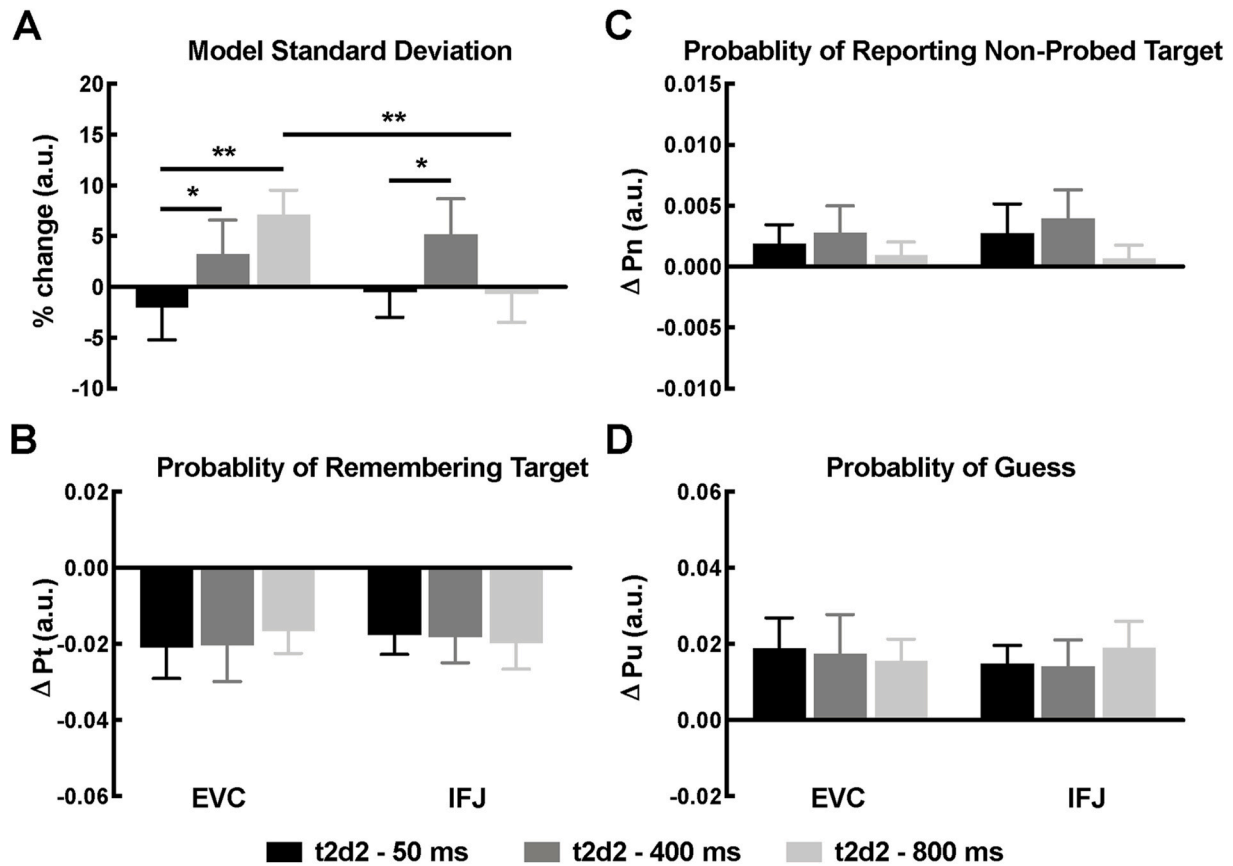 A
Model Standard Deviation
% change (a.u.)
20
15
10
5
0
-5
-10
*
**
**
*
B
Probablity of Remembering Target
Δ Pt (a.u.)
0.02
0.00
-0.02
-0.04
-0.06
EVC
IFJ
C
Probablity of Reporting Non-Probed Target
Δ Pn (a.u.)
0.015
0.010
0.005
0.000
-0.005
-0.010
D
Probablity of Guess
Δ Pu (a.u.)
0.06
0.04
0.02
0.00
-0.02
EVC
IFJ
t2d2 - 50 ms
t2d2 - 400 ms
t2d2 - 800 ms